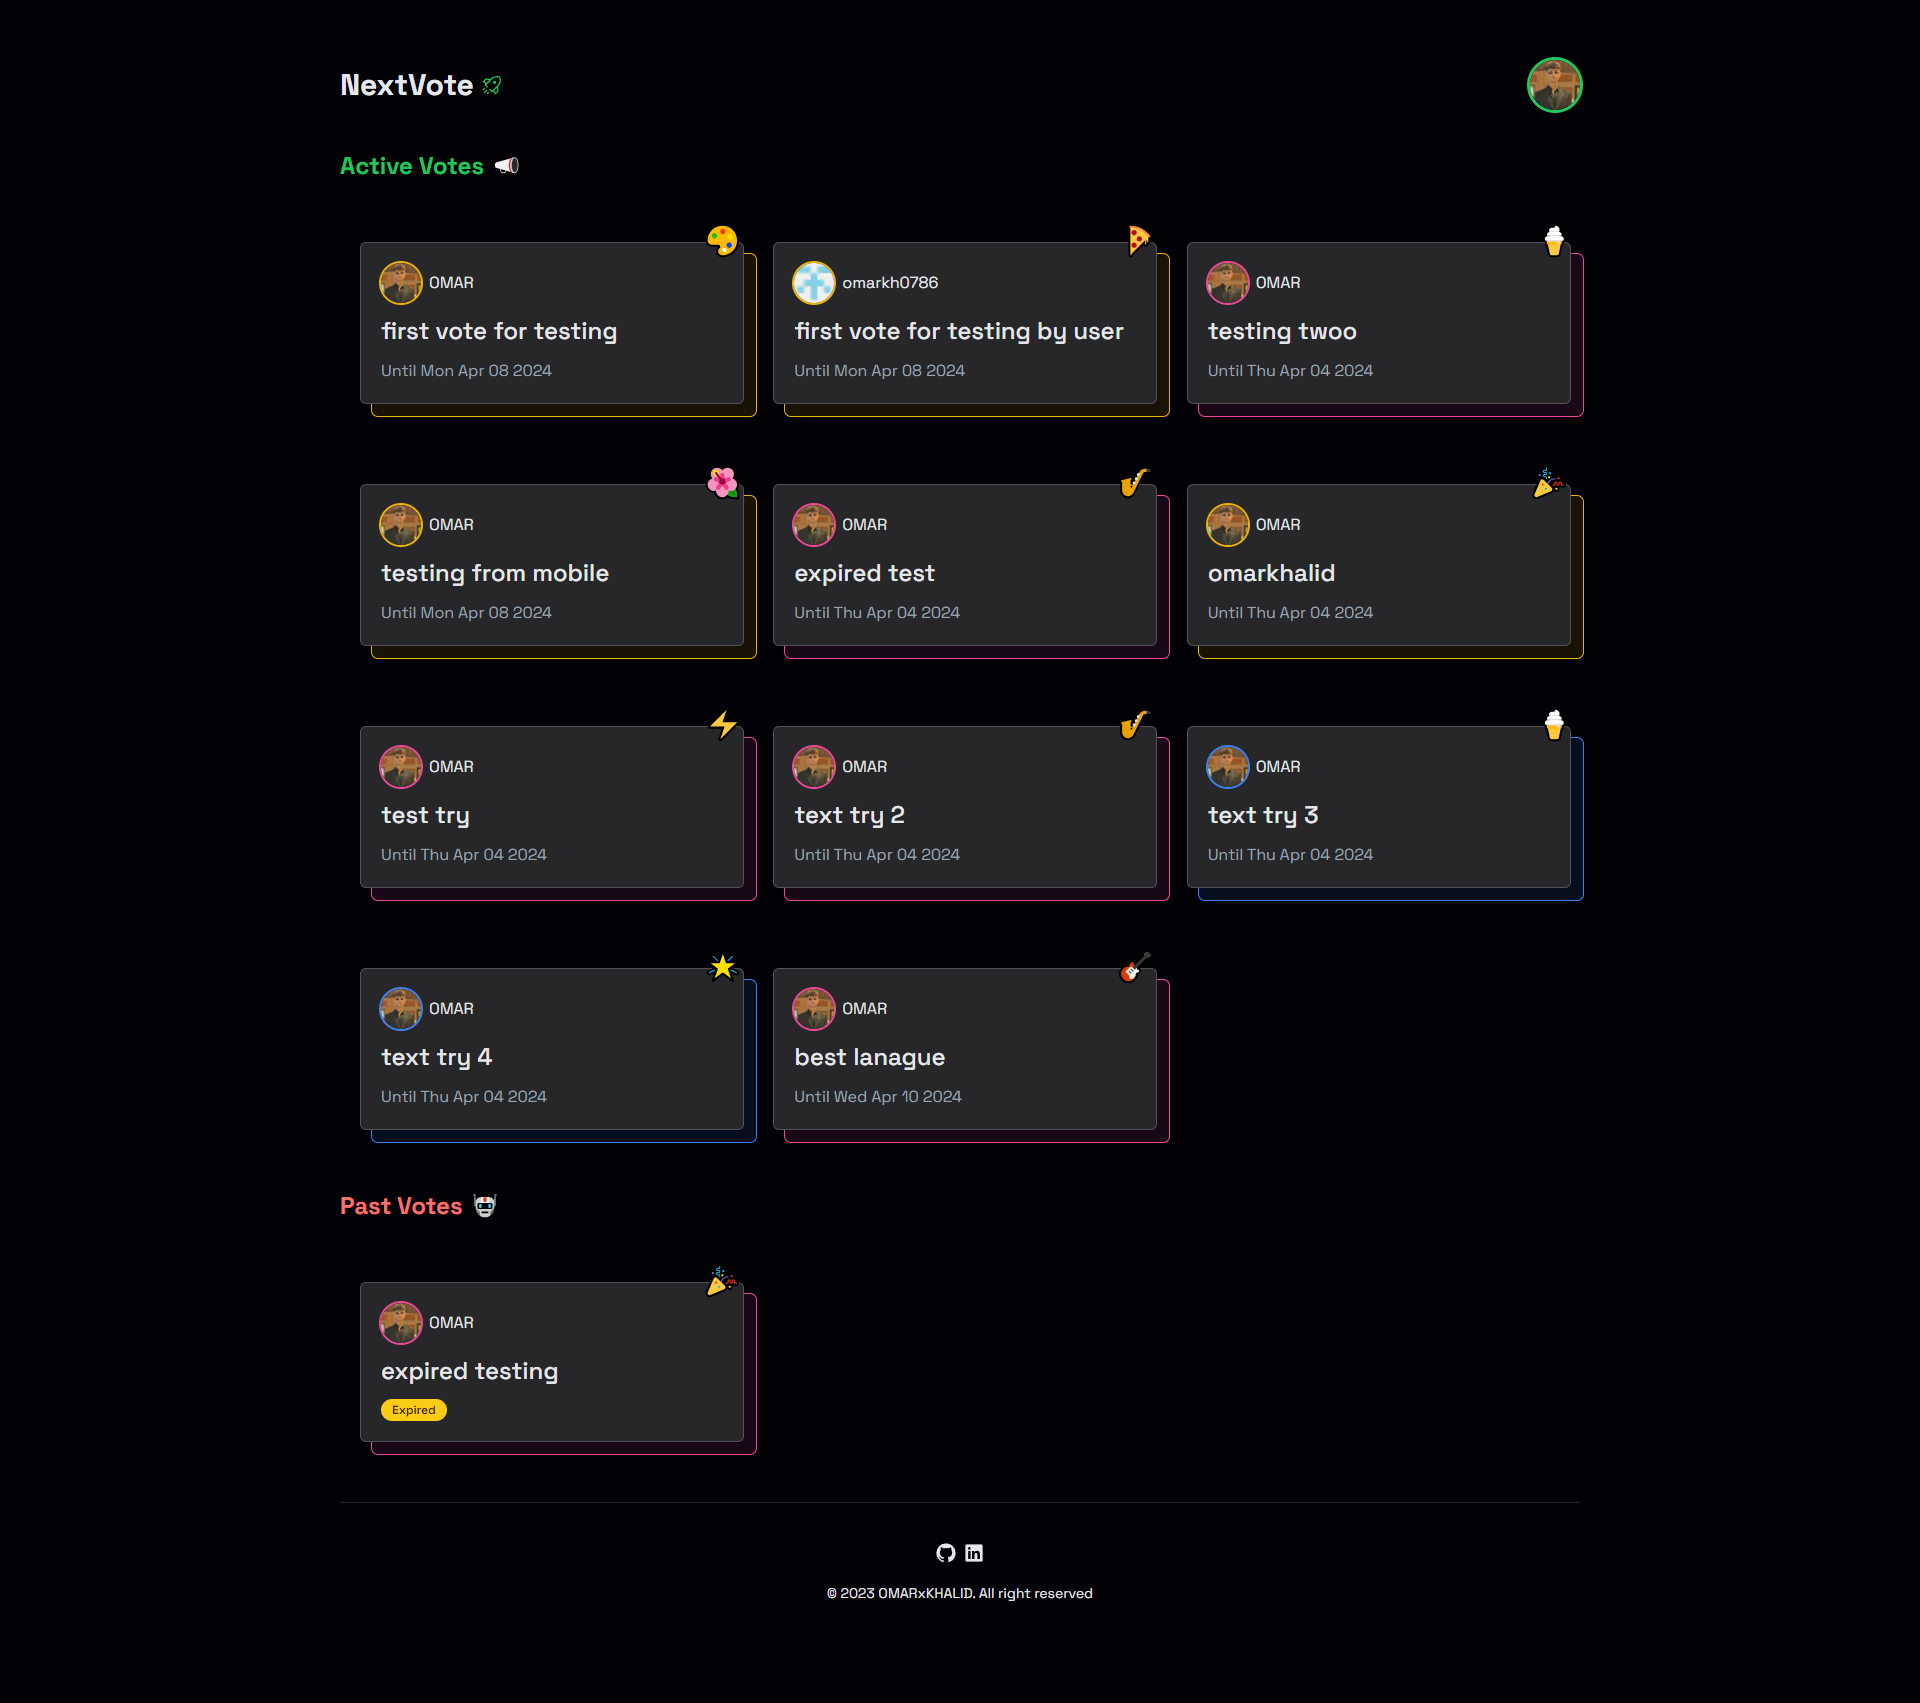 NextVote
Active Votes
OMAR
first vote for testing
Until Mon Apr 08 2024
omarkh0786
first vote for testing by user
Until Mon Apr 08 2024
OMAR
testing twoo
Until Thu Apr 04 2024
OMAR
testing from mobile
Until Mon Apr 08 2024
OMAR
expired test
Until Thu Apr 04 2024
OMAR
omarkhalid
Until Thu Apr 04 2024
OMAR
test try
Until Thu Apr 04 2024
OMAR
text try 2
Until Thu Apr 04 2024
OMAR
text try 3
Until Thu Apr 04 2024
OMAR
text try 4
Until Thu Apr 04 2024
OMAR
best lanague
Until Wed Apr 10 2024
Past Votes
OMAR
expired testing
Expired
© 2023 OMARxKHALID. All right reserved